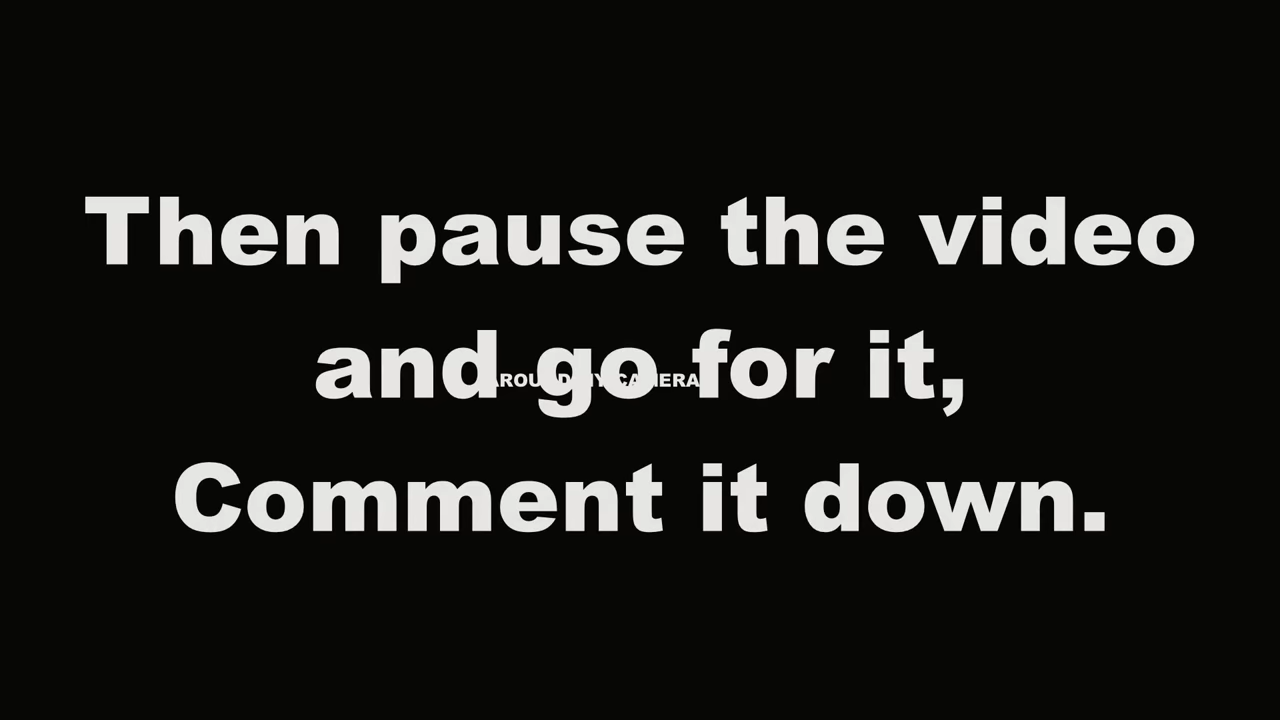 Then pause the video
and go for it,
AROUND MY CAMERA
Comment it down.